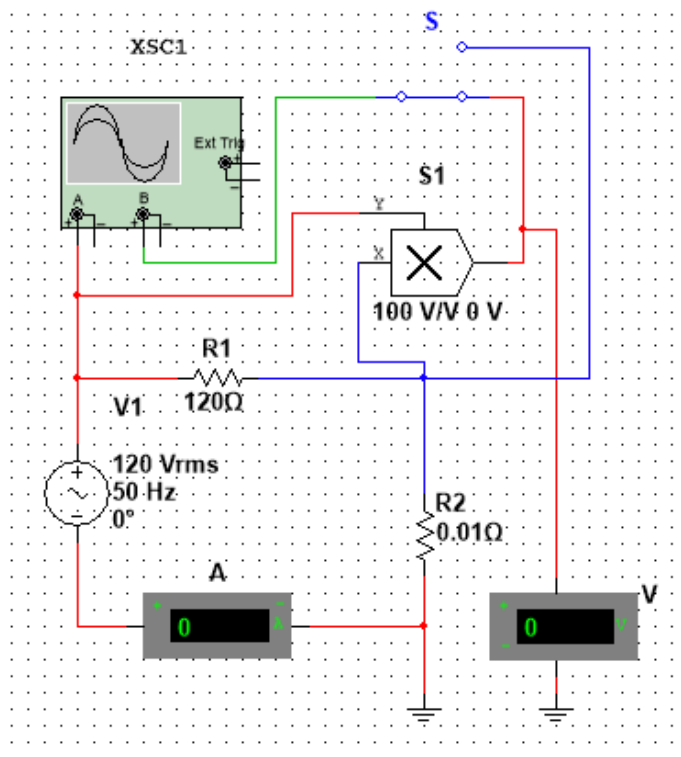 S
XSC1
Ext Trig
+
−
A
B
+
−
+
−
S1
Y
X
100 V/V 0 V
R1
120Ω
V1
+
−
120 Vrms
50 Hz
0°
R2
0.01Ω
A
+
-
0
A
V
+
-
0
V